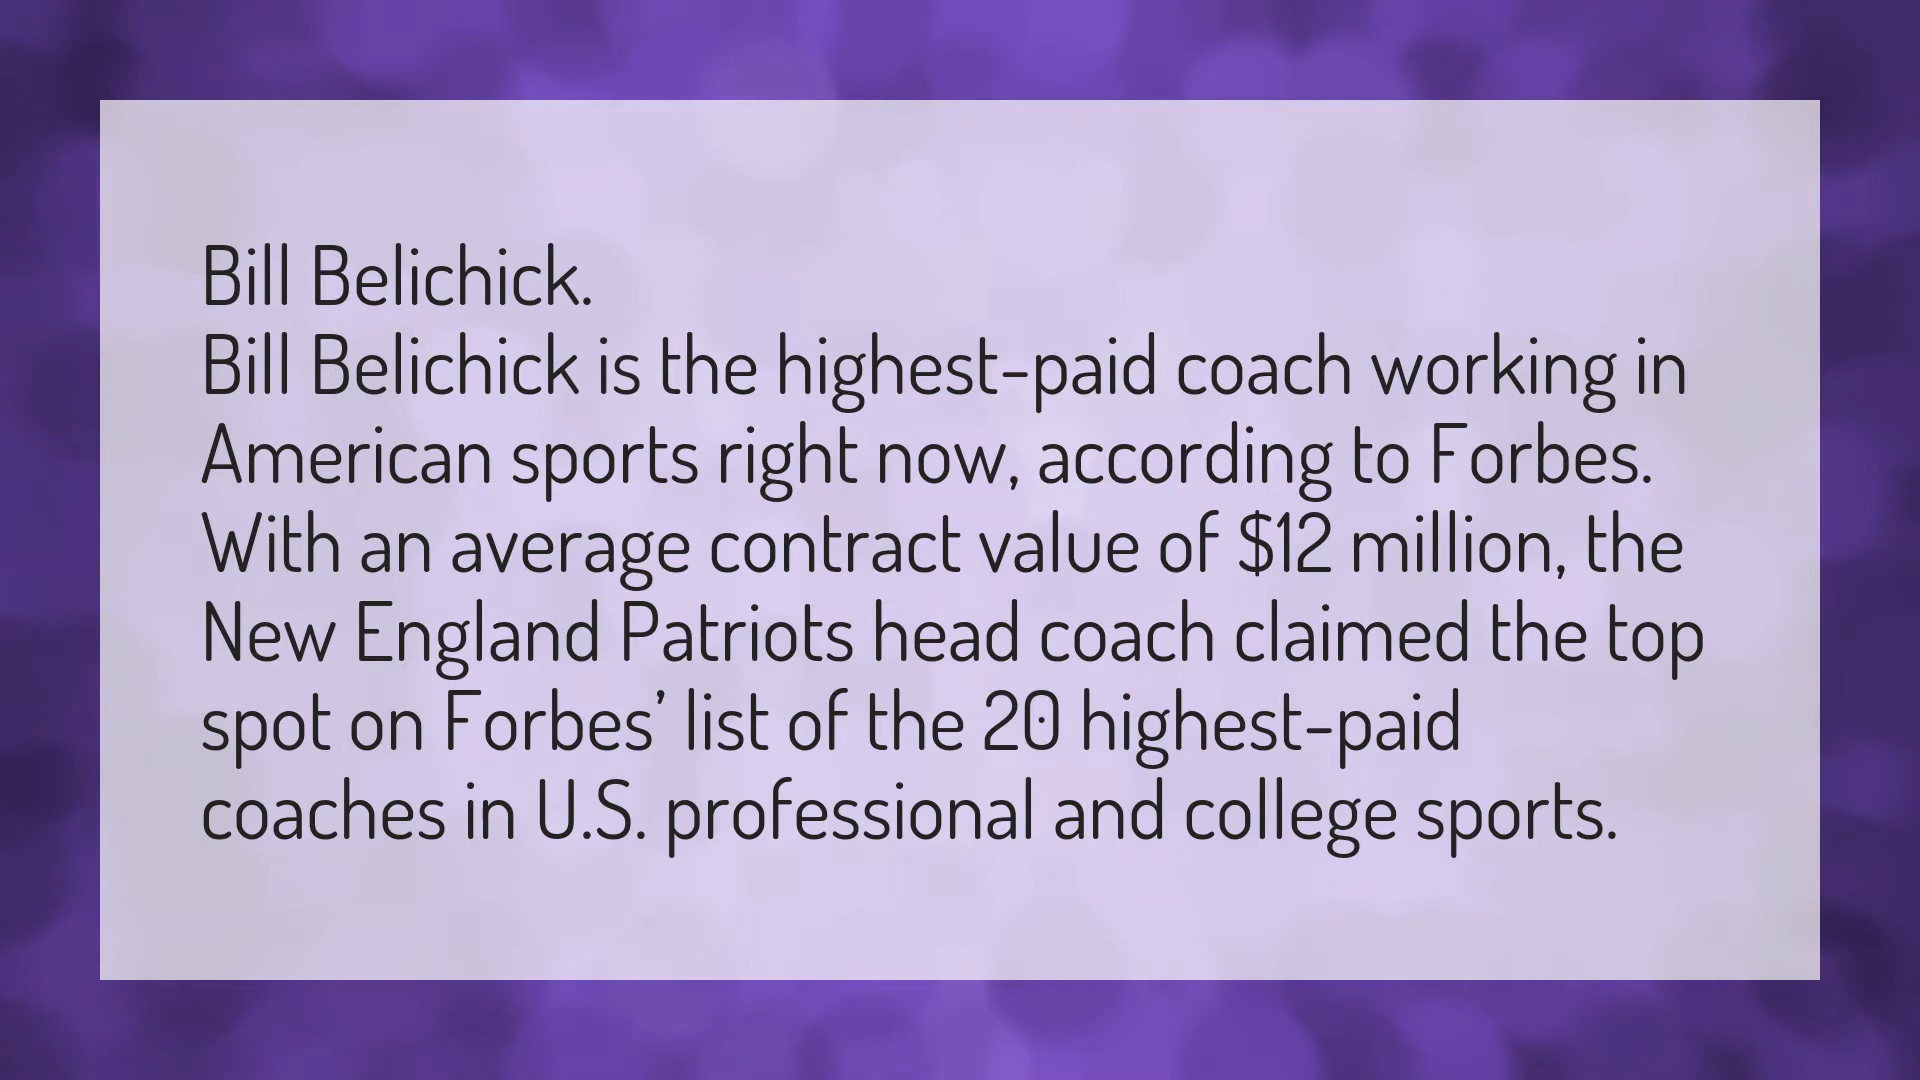 Bill Belichick.
Bill Belichick is the highest-paid coach working in
American sports right now, according to Forbes.
With an average contract value of $12 million, the
New England Patriots head coach claimed the top
spot on Forbes’ list of the 20 highest-paid
coaches in U.S. professional and college sports.